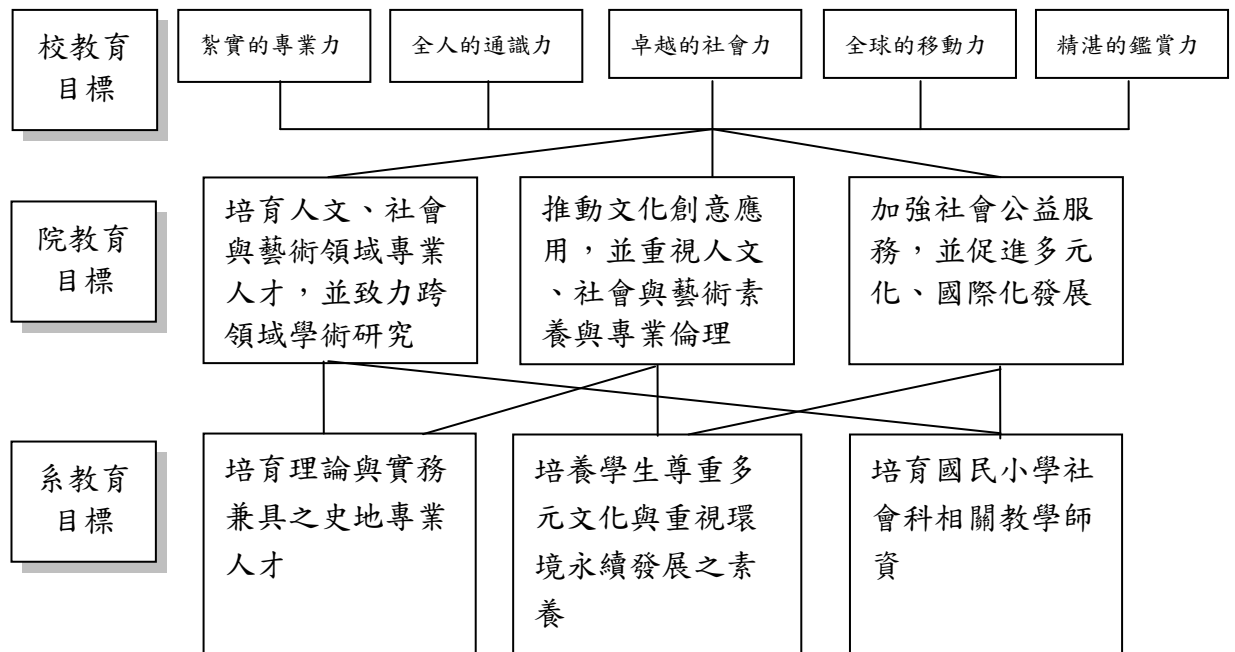 校教育
目標
紮實的專業力
全人的通識力
卓越的社會力
全球的移動力
精湛的鑑賞力
院教育
目標
培育人文、社會
與藝術領域專業
人才，並致力跨
領域學術研究
推動文化創意應
用，並重視人文
、社會與藝術素
養與專業倫理
加強社會公益服
務，並促進多元
化、國際化發展
系教育
目標
培育理論與實務
兼具之史地專業
人才
培養學生尊重多
元文化與重視環
境永續發展之素
養
培育國民小學社
會科相關教學師
資